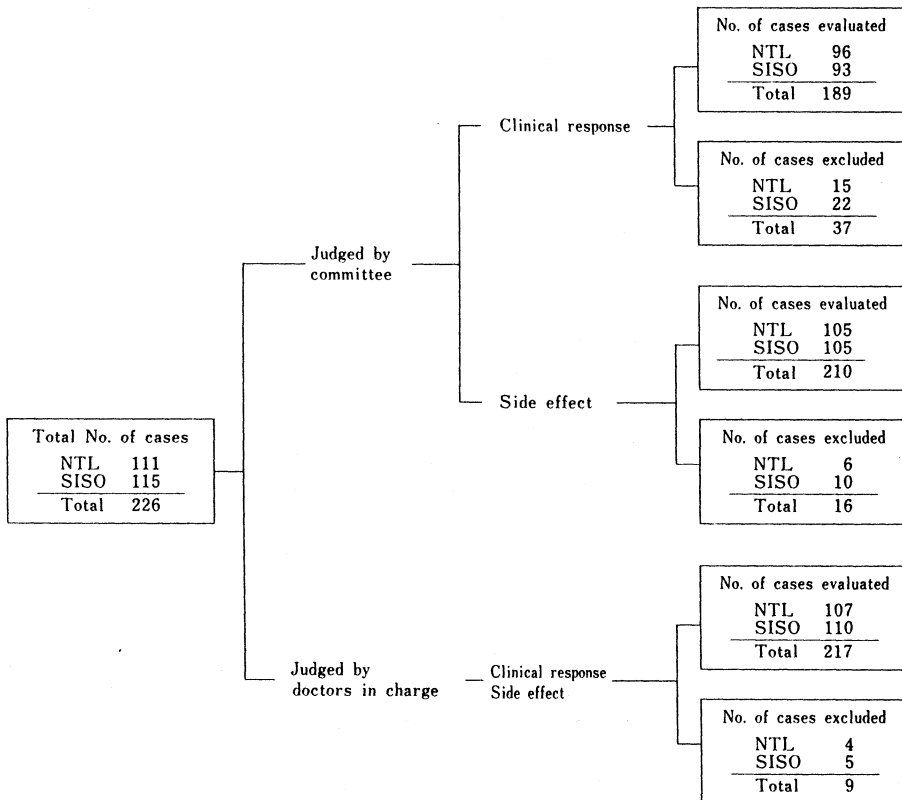 Total No. of cases
NTL 111
SISO 115
Total 226
Judged by
committee
Clinical response
No. of cases evaluated
NTL 96
SISO 93
Total 189
No. of cases excluded
NTL 15
SISO 22
Total 37
Side effect
No. of cases evaluated
NTL 105
SISO 105
Total 210
No. of cases excluded
NTL 6
SISO 10
Total 16
Judged by
doctors in charge
Clinical response
Side effect
No. of cases evaluated
NTL 107
SISO 110
Total 217
No. of cases excluded
NTL 4
SISO 5
Total 9